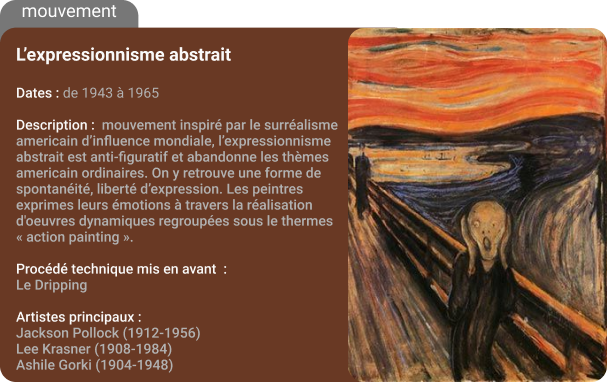 mouvement
L'expressionnisme abstrait
Dates : de 1943 à 1965
Description : mouvement inspiré par le surréalisme
americain d'influence mondiale, l'expressionnisme
abstrait est anti-figuratif et abandonne les thèmes
americain ordinaires. On y retrouve une forme de
spontanéité, liberté d'expression. Les peintres
exprimes leurs émotions à travers la réalisation
d'oeuvres dynamiques regroupées sous le thermes
« action painting ».
Procédé technique mis en avant :
Le Dripping
Artistes principaux :
Jackson Pollock (1912-1956)
Lee Krasner (1908-1984)
Ashile Gorki (1904-1948)